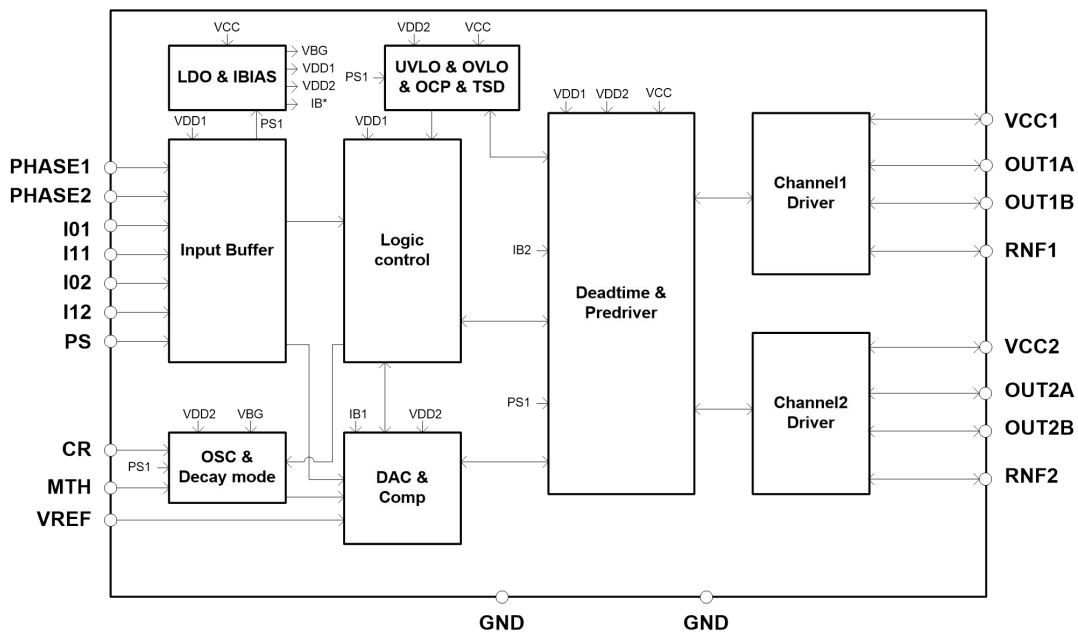 VCC
VDD2
VCC
LDO & IBIAS
VBG
VDD1
VDD2
IB*
PS1
UVLO & OVLO
& OCP & TSD
VDD1
PS1
VDD1
VDD1
VDD2
VCC
PHASE1
PHASE2
I01
I11
I02
I12
PS
Input Buffer
Logic
control
IB2
PS1
Deadtime &
Predriver
Channel1
Driver
VCC1
OUT1A
OUT1B
RNF1
Channel2
Driver
VCC2
OUT2A
OUT2B
RNF2
VDD2
VBG
IB1
VDD2
CR
PS1
MTH
VREF
OSC &
Decay mode
DAC &
Comp
GND
GND